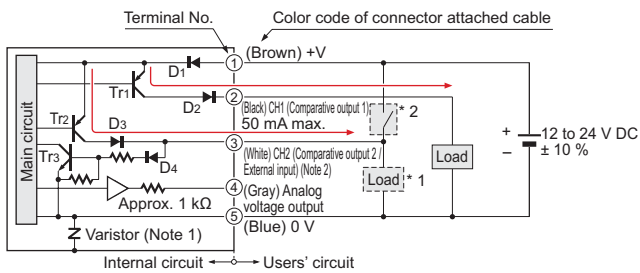 Terminal No.
Color code of connector attached cable
Main circuit
D1
Tr1
D2
Tr2
D3
Tr3
D4
1
(Brown) +V
2
(Black) CH1 (Comparative output 1)
50 mA max.
* 2
3
(White) CH2 (Comparative output 2 /
External input) (Note 2)
Load * 1
Load
+
−
12 to 24 V DC
± 10 %
4
(Gray) Analog
voltage output
Approx. 1 kΩ
5
(Blue) 0 V
Varistor (Note 1)
Internal circuit
Users' circuit